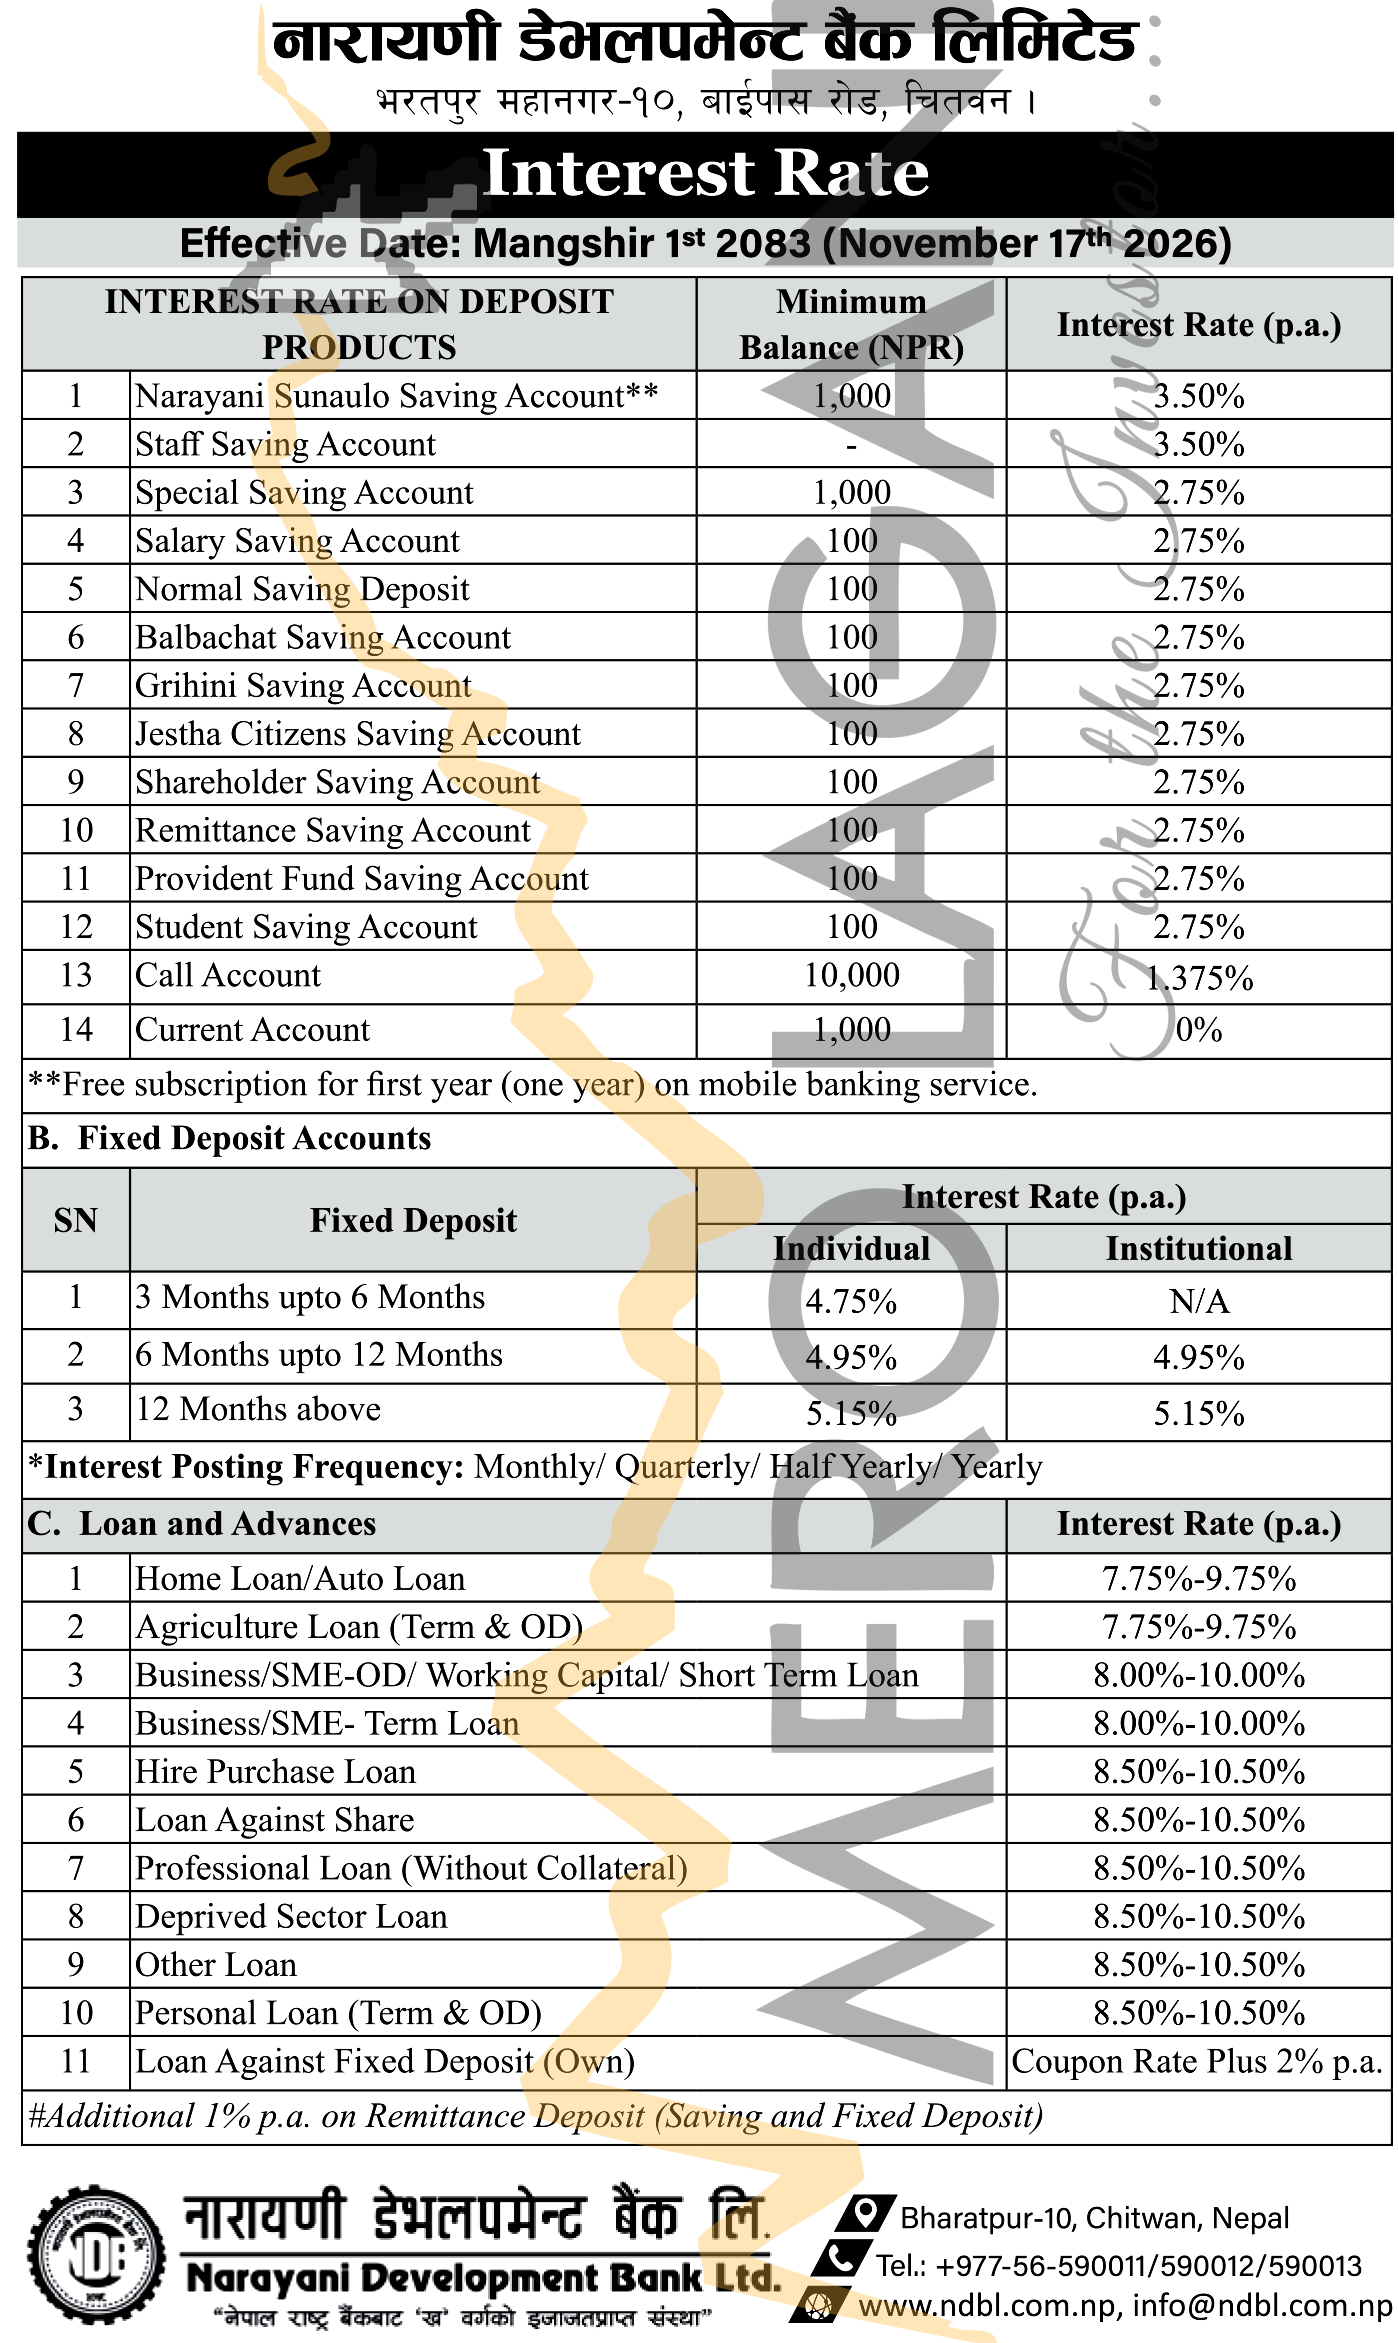 नारायणी डेभलपमेन्ट बैंक लिमिटेड
भरतपुर महानगर-१०, बाईपास रोड, चितवन ।
Interest Rate
Effective Date: Mangshir 1st 2083 (November 17th 2026)
INTEREST RATE ON DEPOSIT PRODUCTS | Minimum Balance (NPR) | Interest Rate (p.a.)
1 Narayani Sunaulo Saving Account** 1,000 3.50%
2 Staff Saving Account - 3.50%
3 Special Saving Account 1,000 2.75%
4 Salary Saving Account 100 2.75%
5 Normal Saving Deposit 100 2.75%
6 Balbachat Saving Account 100 2.75%
7 Grihini Saving Account 100 2.75%
8 Jestha Citizens Saving Account 100 2.75%
9 Shareholder Saving Account 100 2.75%
10 Remittance Saving Account 100 2.75%
11 Provident Fund Saving Account 100 2.75%
12 Student Saving Account 100 2.75%
13 Call Account 10,000 1.375%
14 Current Account 1,000 0%
**Free subscription for first year (one year) on mobile banking service.
B. Fixed Deposit Accounts
SN Fixed Deposit Interest Rate (p.a.)
Individual Institutional
1 3 Months upto 6 Months 4.75% N/A
2 6 Months upto 12 Months 4.95% 4.95%
3 12 Months above 5.15% 5.15%
*Interest Posting Frequency: Monthly/ Quarterly/ Half Yearly/ Yearly
C. Loan and Advances Interest Rate (p.a.)
1 Home Loan/Auto Loan 7.75%-9.75%
2 Agriculture Loan (Term & OD) 7.75%-9.75%
3 Business/SME-OD/ Working Capital/ Short Term Loan 8.00%-10.00%
4 Business/SME- Term Loan 8.00%-10.00%
5 Hire Purchase Loan 8.50%-10.50%
6 Loan Against Share 8.50%-10.50%
7 Professional Loan (Without Collateral) 8.50%-10.50%
8 Deprived Sector Loan 8.50%-10.50%
9 Other Loan 8.50%-10.50%
10 Personal Loan (Term & OD) 8.50%-10.50%
11 Loan Against Fixed Deposit (Own) Coupon Rate Plus 2% p.a.
#Additional 1% p.a. on Remittance Deposit (Saving and Fixed Deposit)
MERO LAGANI
For the Investor...
NDB
नारायणी डेभलपमेन्ट बैंक लि.
Narayani Development Bank Ltd.
“नेपाल राष्ट्र बैंकबाट ‘ख’ वर्गको इजाजतप्राप्त संस्था”
Bharatpur-10, Chitwan, Nepal
Tel.: +977-56-590011/590012/590013
www.ndbl.com.np, info@ndbl.com.np